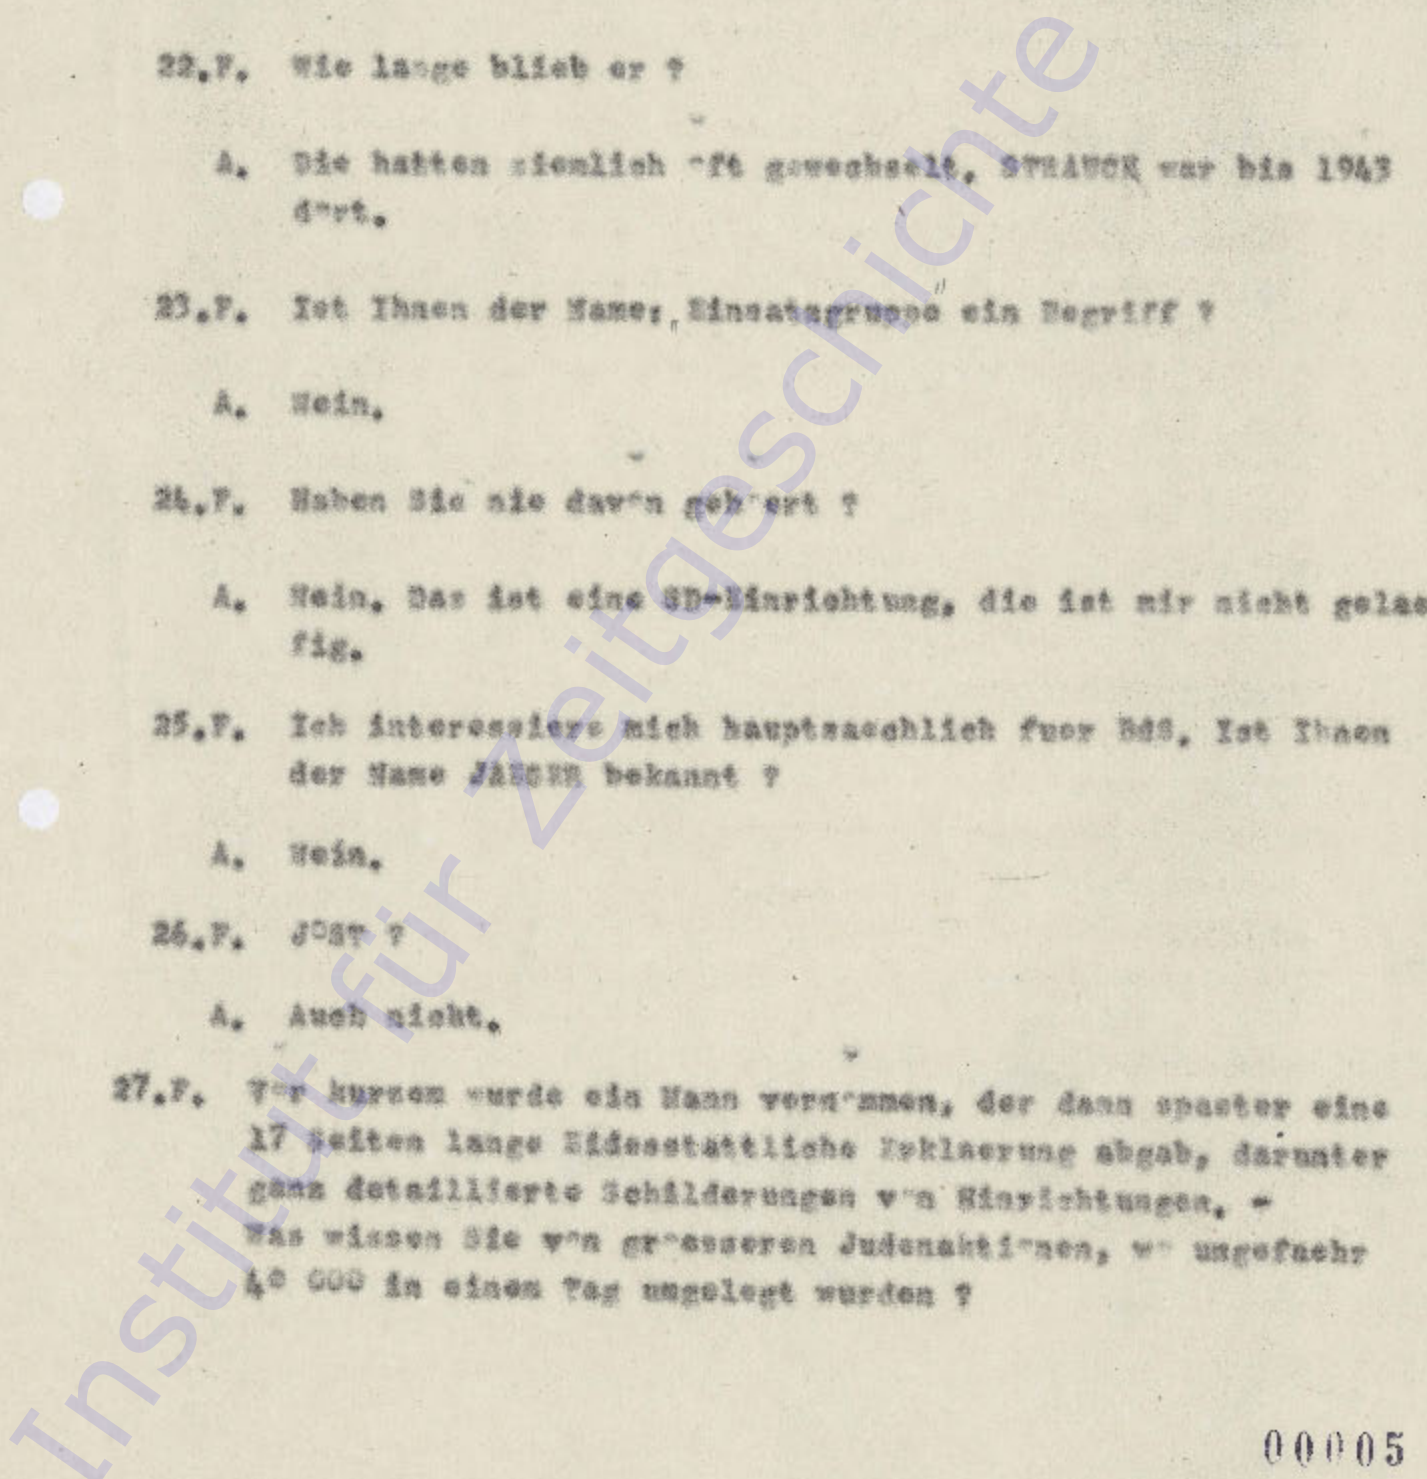 22.F. Wie lange blieb er ?
A. Die hatten ziemlich oft gewechselt. STRAUCH war bis 1943
dort.
23.F. Ist Ihnen der Name: "Einsatzgruppe" ein Begriff ?
A. Nein.
24.F. Haben Sie nie davon gehoert ?
A. Nein. Das ist eine SD-Einrichtung, die ist mir nicht gelae
fig.
25.F. Ich interessiere mich hauptsaechlich fuer BdS. Ist Ihnen
der Name JAEGER bekannt ?
A. Nein.
26.F. JOST ?
A. Auch nicht.
27.F. Vor kurzem wurde ein Mann vernommen, der dann spaeter eine
17 Seiten lange Eidesstattliche Erklaerung abgab, darunter
ganz detaillierte Schilderungen von Hinrichtungen. -
Was wissen Sie von groesseren Judenaktionen, wo ungefaehr
40 000 in einem Tag umgelegt wurden ?
00005
Institut für Zeitgeschichte